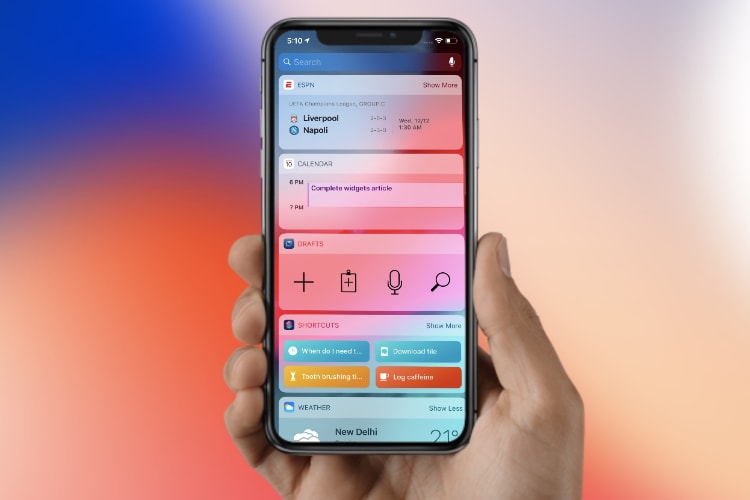 5:10
Search
ESPN
Show More
UEFA Champions League, GROUP C
Liverpool
Napoli
Wed, 12/12
1:30 AM
10
CALENDAR
6 PM
Complete widgets article
7 PM
DRAFTS
SHORTCUTS
Show More
When do I need t...
Download file
Tooth brushing ti...
Log caffeine
WEATHER
Show Less
New Delhi
21°